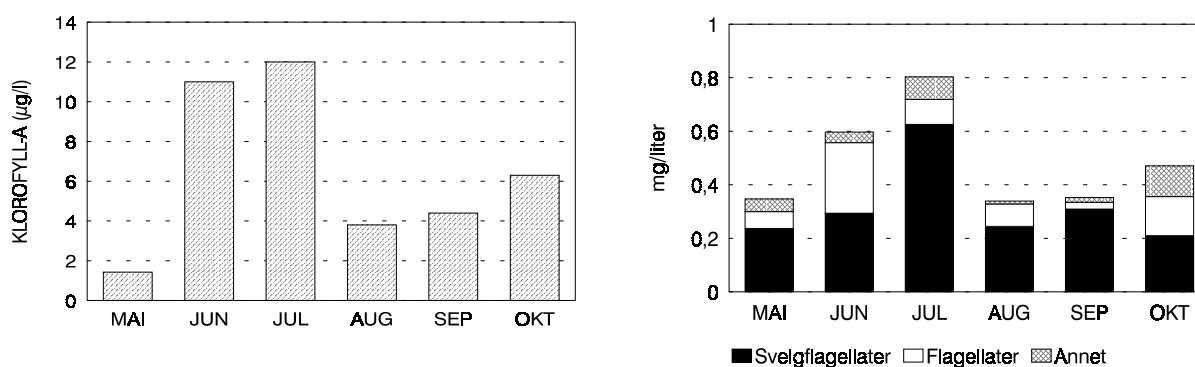 KLOROFYLL-A (µg/l)
14
12
10
8
6
4
2
0
MAI JUN JUL AUG SEP OKT
mg/liter
1
0,8
0,6
0,4
0,2
0
MAI JUN JUL AUG SEP OKT
Svelgflagellater Flagellater Annet